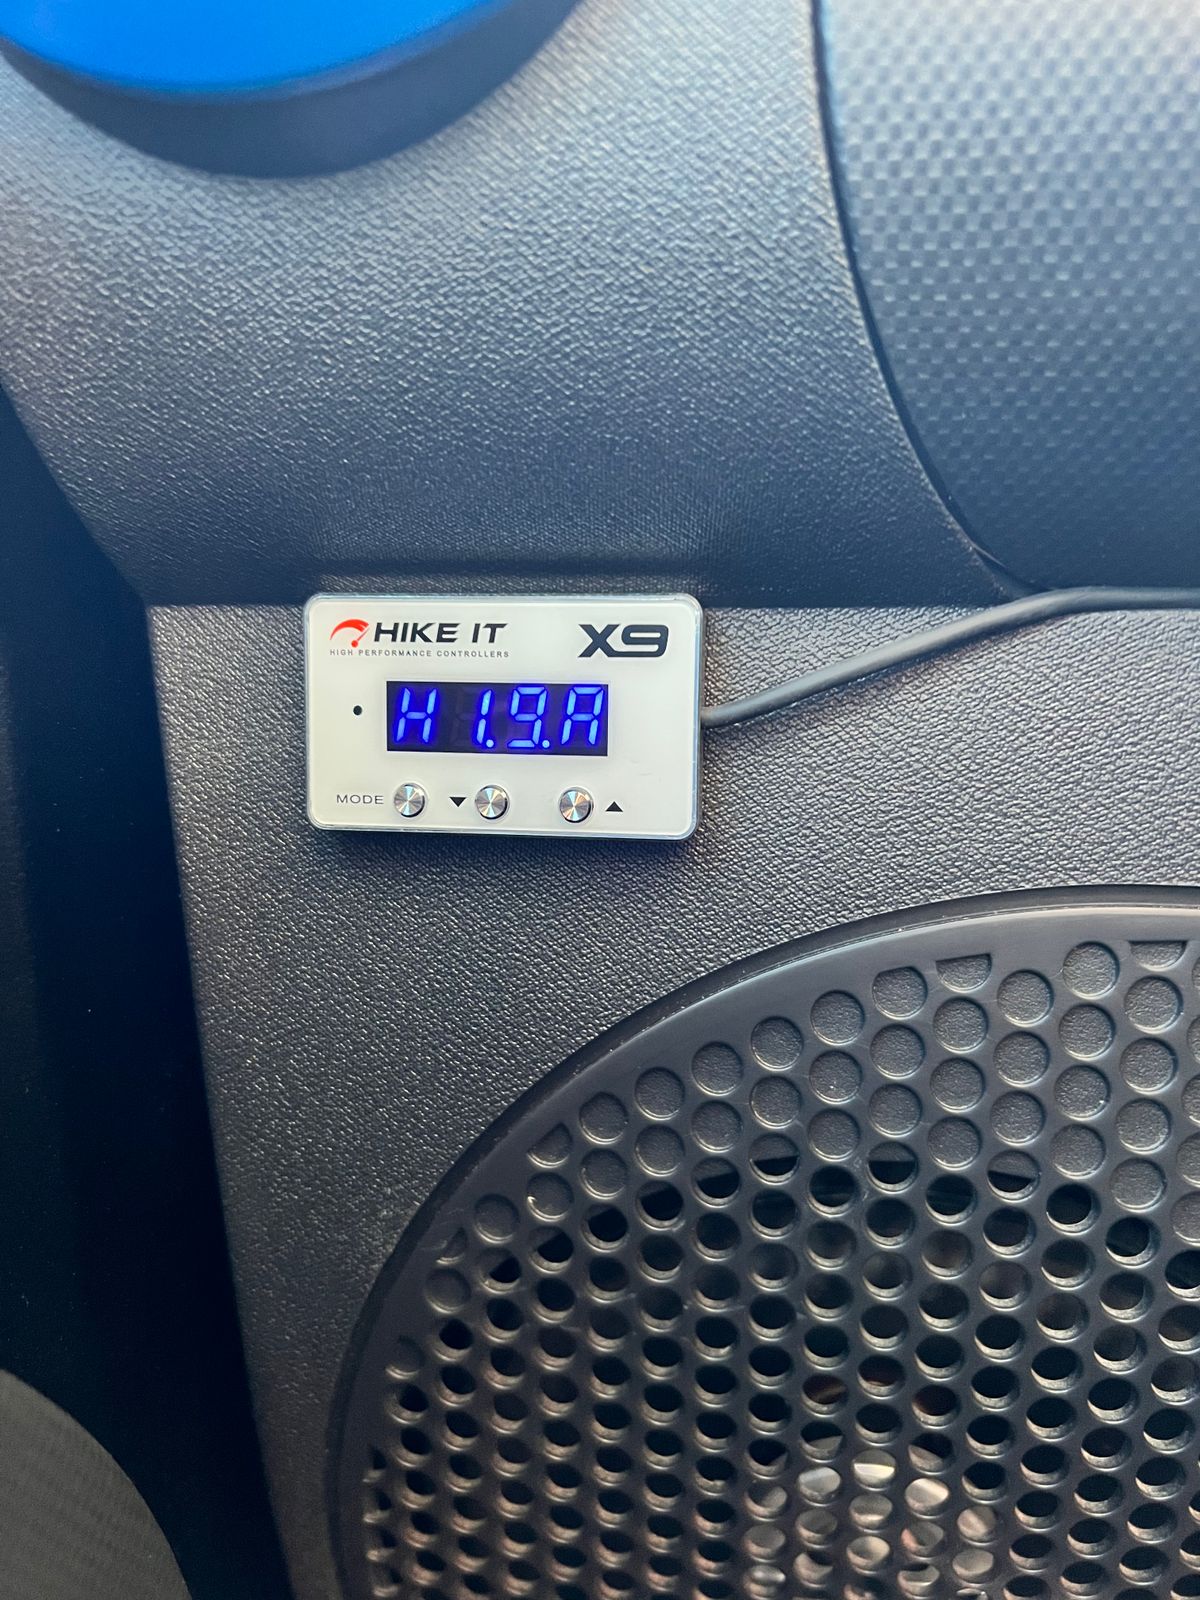 HIKE IT
HIGH PERFORMANCE CONTROLLERS
X9
H 1.9.A
MODE ▼ ▲